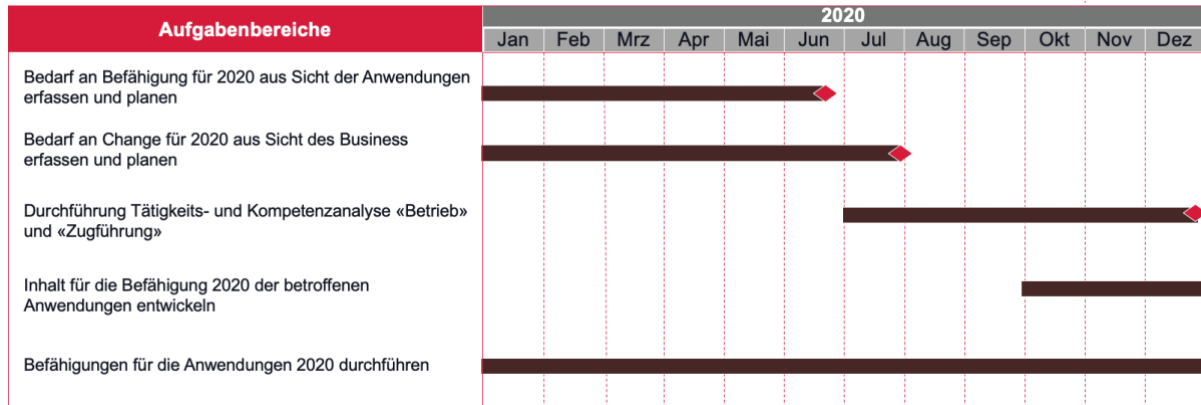 Aufgabenbereiche
2020
Jan Feb Mrz Apr Mai Jun Jul Aug Sep Okt Nov Dez
Bedarf an Befähigung für 2020 aus Sicht der Anwendungen
erfassen und planen
Bedarf an Change für 2020 aus Sicht des Business
erfassen und planen
Durchführung Tätigkeits- und Kompetenzanalyse «Betrieb»
und «Zugführung»
Inhalt für die Befähigung 2020 der betroffenen
Anwendungen entwickeln
Befähigungen für die Anwendungen 2020 durchführen